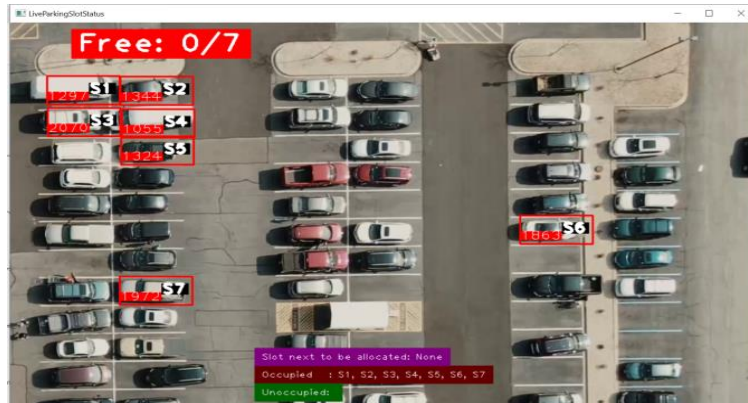 LiveParkingSlotStatus
Free: 0/7
S1 S2
1297 1344
S3 S4
2070 1055
S5
1324
S6
1863
S7
1972
Slot next to be allocated: None
Occupied : S1, S2, S3, S4, S5, S6, S7
Unoccupied: